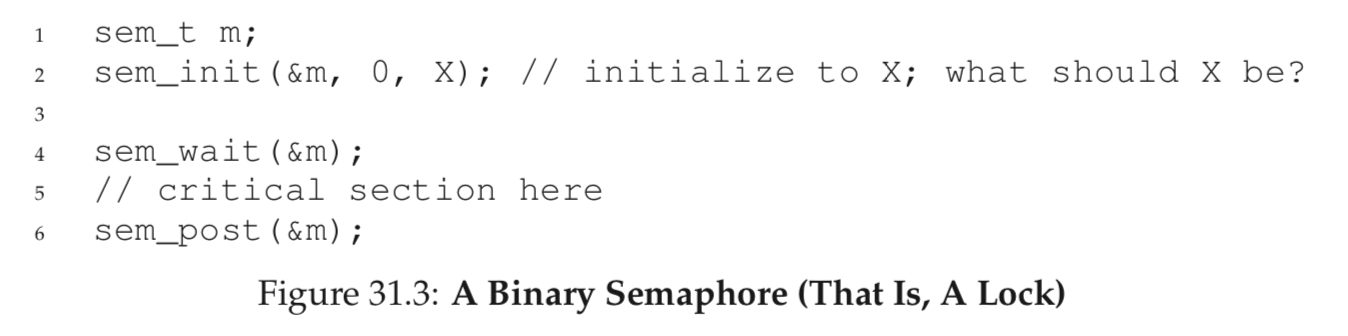 1 sem_t m;
2 sem_init(&m, 0, X); // initialize to X; what should X be?
3
4 sem_wait(&m);
5 // critical section here
6 sem_post(&m);
Figure 31.3: A Binary Semaphore (That Is, A Lock)